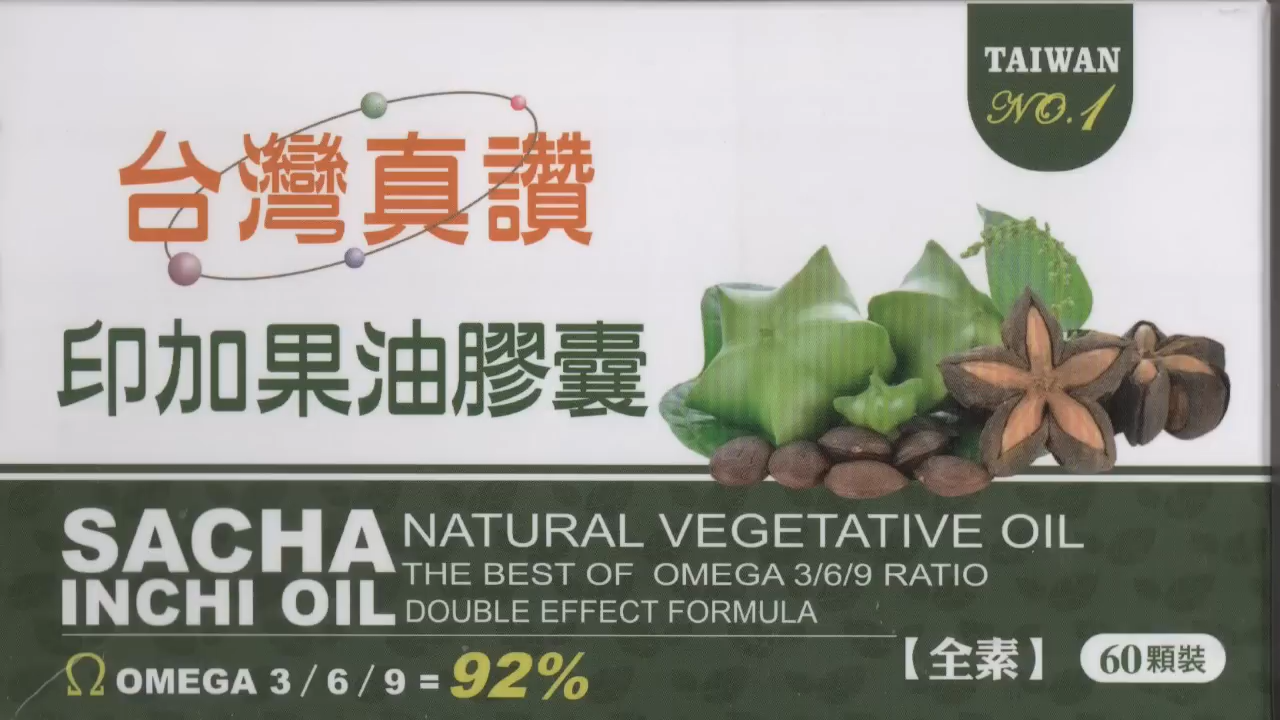 TAIWAN
NO.1
台灣真讚
印加果油膠囊
SACHA
INCHI OIL
NATURAL VEGETATIVE OIL
THE BEST OF OMEGA 3/6/9 RATIO
DOUBLE EFFECT FORMULA
Ω OMEGA 3 / 6 / 9 = 92%
【全素】
60顆裝